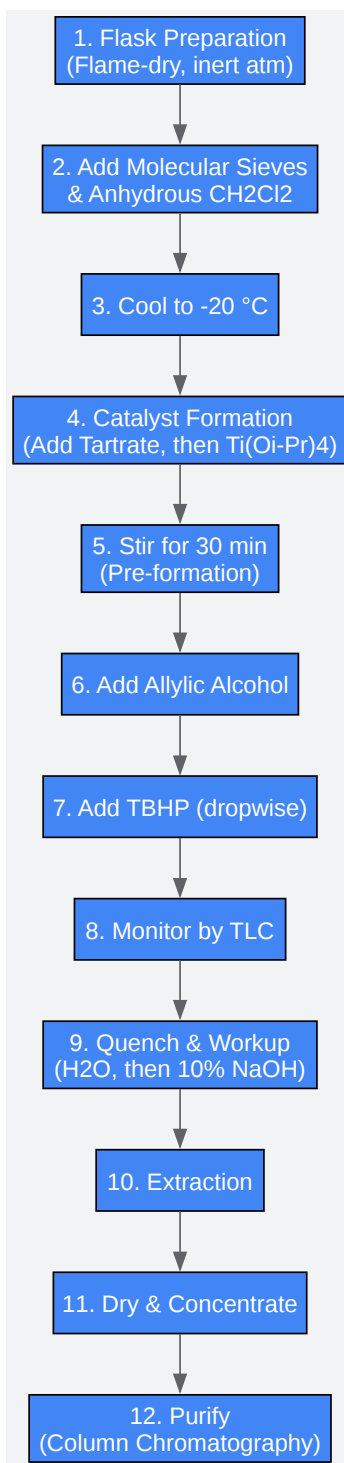 1. Flask Preparation
(Flame-dry, inert atm)
2. Add Molecular Sieves
& Anhydrous CH2Cl2
3. Cool to -20 °C
4. Catalyst Formation
(Add Tartrate, then Ti(Oi-Pr)4)
5. Stir for 30 min
(Pre-formation)
6. Add Allylic Alcohol
7. Add TBHP (dropwise)
8. Monitor by TLC
9. Quench & Workup
(H2O, then 10% NaOH)
10. Extraction
11. Dry & Concentrate
12. Purify
(Column Chromatography)